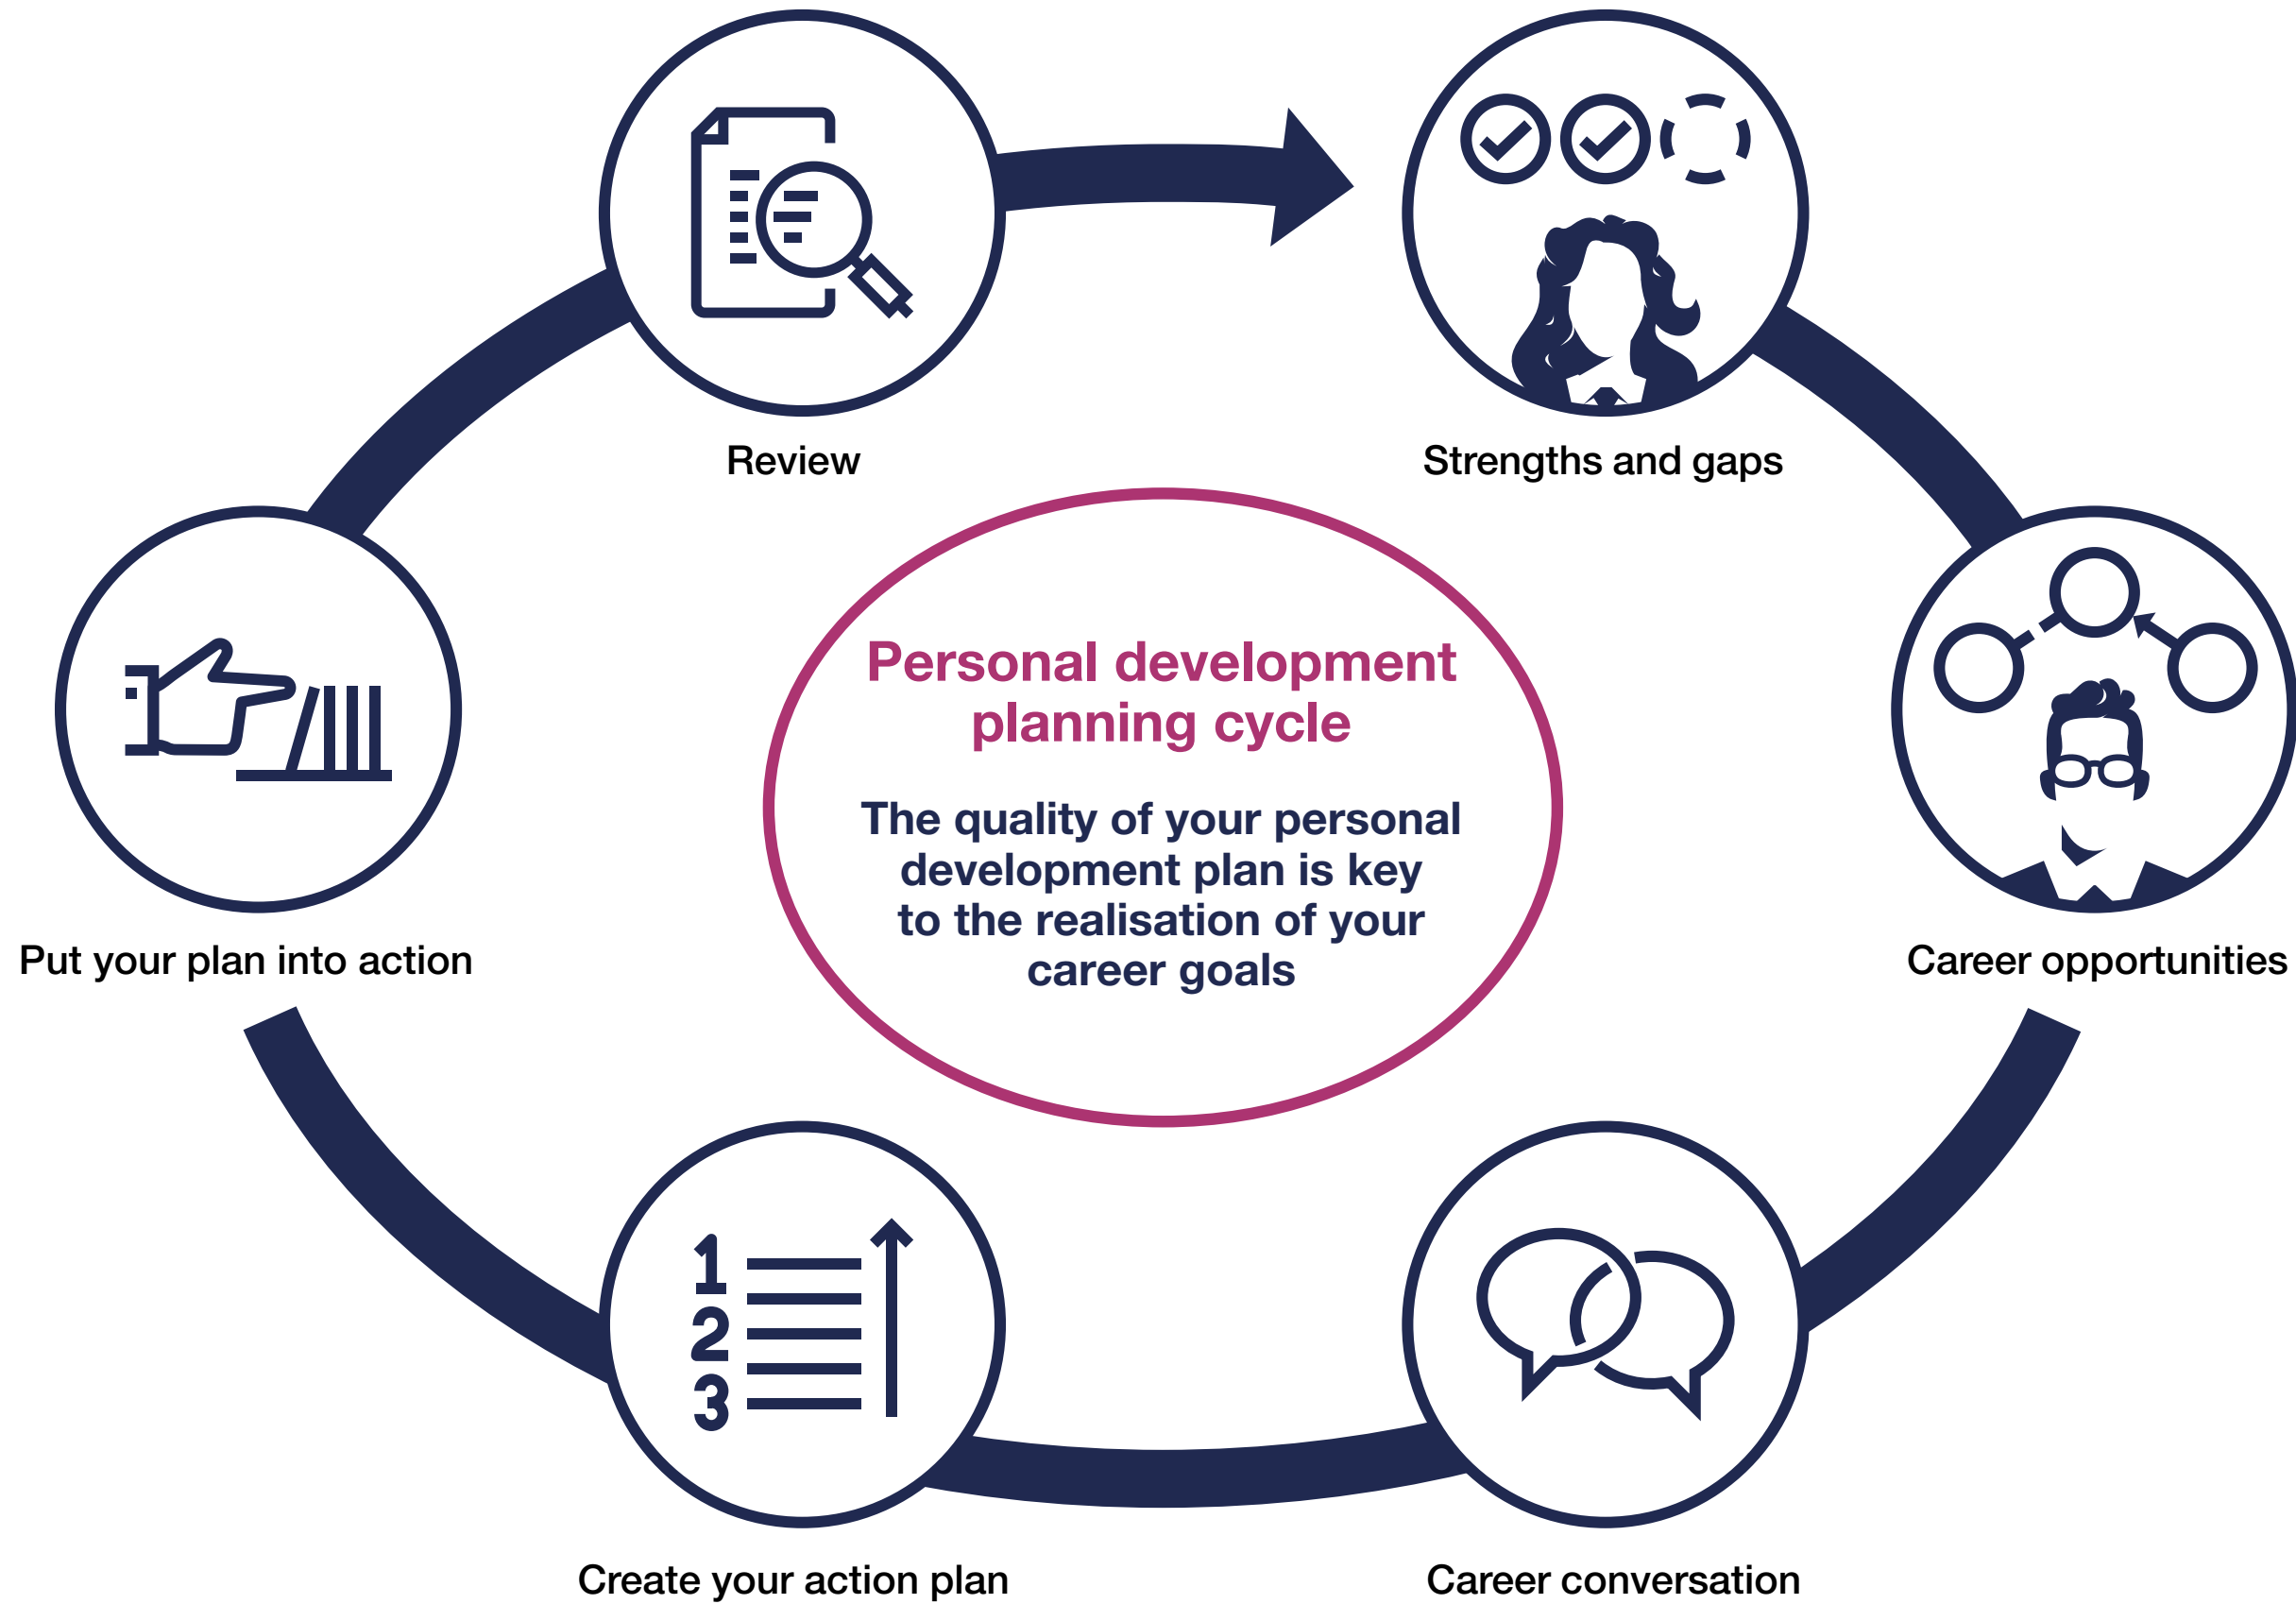 Review
Strengths and gaps
Personal development
planning cycle
The quality of your personal
development plan is key
to the realisation of your
career goals
Put your plan into action
Career opportunities
1
2
3
Create your action plan
Career conversation